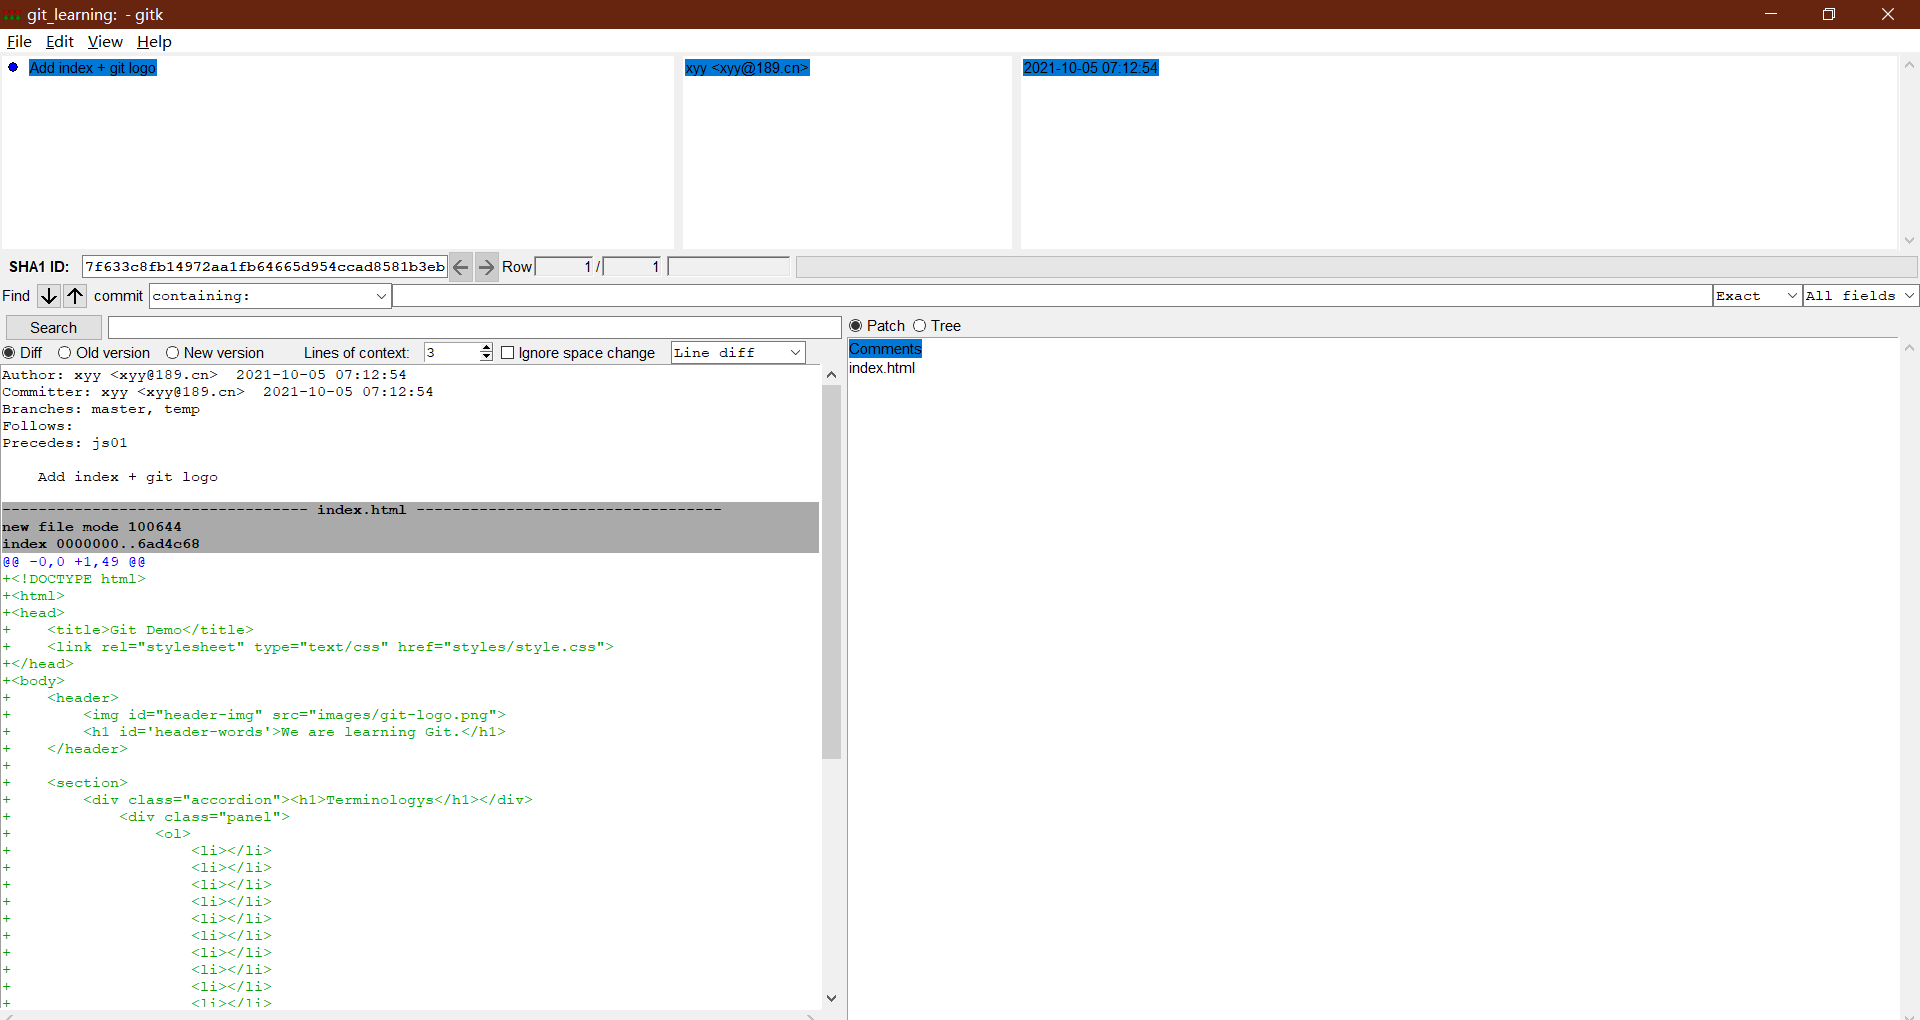 git_learning:  - gitk
File Edit View Help
Add index + git logo xyy <xyy@189.cn> 2021-10-05 07:12:54
SHA1 ID: 7f633c8fb14972aa1fb64665d954ccad8581b3eb Row 1 / 1
Find commit containing: Exact All fields
Search Patch Tree
Diff Old version New version Lines of context: 3 Ignore space change Line diff
Comments
index.html
Author: xyy <xyy@189.cn>  2021-10-05 07:12:54
Committer: xyy <xyy@189.cn>  2021-10-05 07:12:54
Branches: master, temp
Follows:
Precedes: js01
    Add index + git logo
---------------------------------- index.html ----------------------------------
new file mode 100644
index 0000000..6ad4c68
@@ -0,0 +1,49 @@
+<!DOCTYPE html>
+<html>
+<head>
+    <title>Git Demo</title>
+    <link rel="stylesheet" type="text/css" href="styles/style.css">
+</head>
+<body>
+    <header>
+        <img id="header-img" src="images/git-logo.png">
+        <h1 id='header-words'>We are learning Git.</h1>
+    </header>
+
+    <section>
+        <div class="accordion"><h1>Terminologys</h1></div>
+            <div class="panel">
+                <ol>
+                    <li></li>
+                    <li></li>
+                    <li></li>
+                    <li></li>
+                    <li></li>
+                    <li></li>
+                    <li></li>
+                    <li></li>
+                    <li></li>
+                    <li></li>